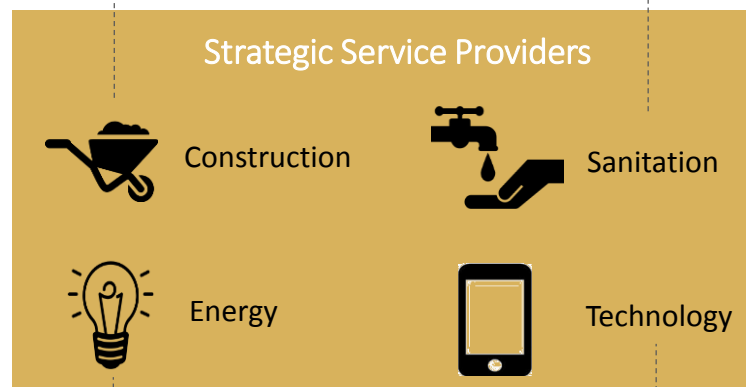 Strategic Service Providers
Construction
Sanitation
Energy
Technology